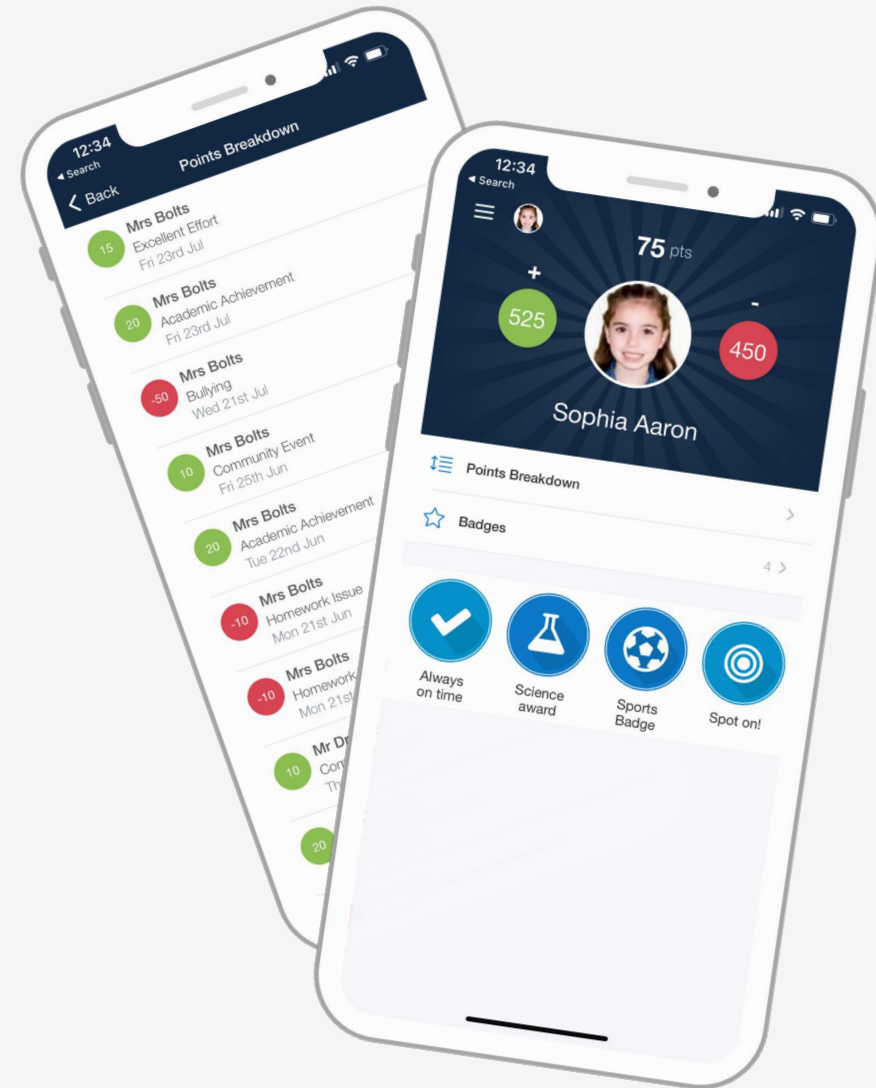 12:34
Search
Back
Points Breakdown
15
Mrs Bolts
Excellent Effort
Fri 23rd Jul
20
Mrs Bolts
Academic Achievement
Fri 23rd Jul
-50
Mrs Bolts
Bullying
Wed 21st Jul
10
Mrs Bolts
Community Event
Fri 25th Jun
20
Mrs Bolts
Academic Achievement
Tue 22nd Jun
-10
Mrs Bolts
Homework Issue
Mon 21st Jun
-10
Mrs Bolts
Homework
Mon 21st
10
Mr
20
12:34
Search
75 pts
+
525
-
450
Sophia Aaron
Points Breakdown
Badges
4
Always
on time
Science
award
Sports
Badge
Spot on!